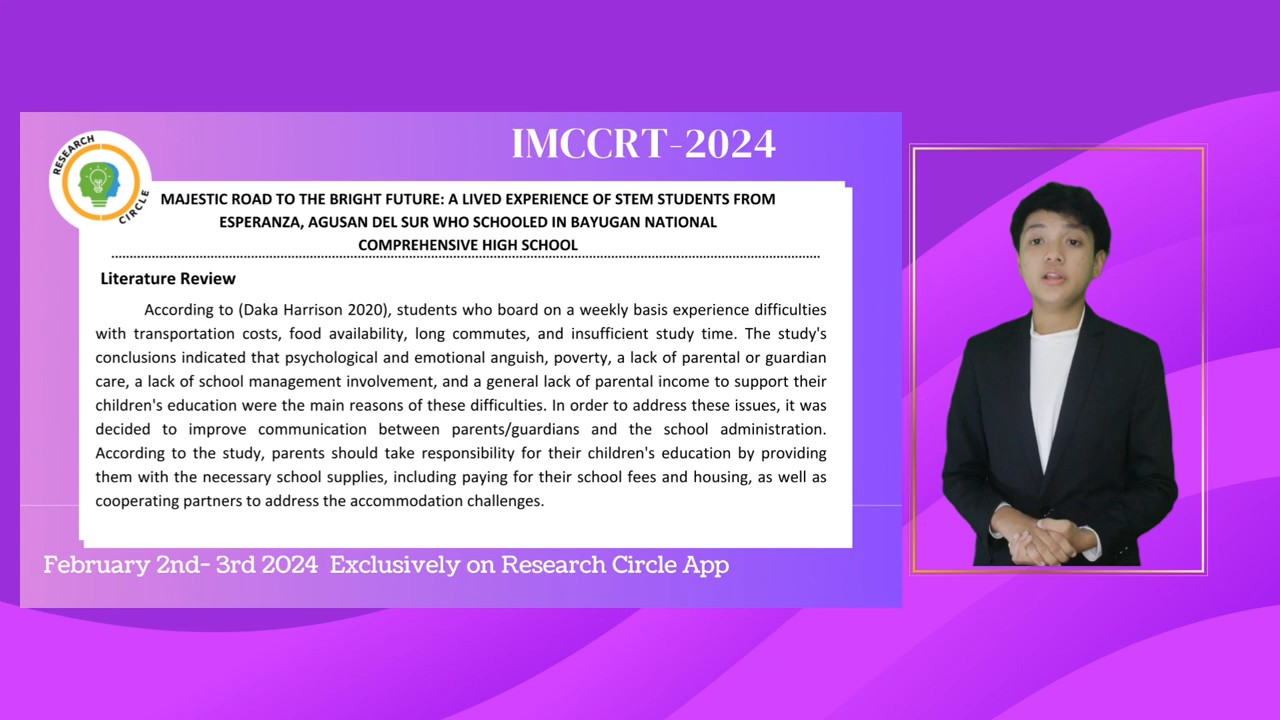 RESEARCH
CIRCLE
IMCCRT-2024
MAJESTIC ROAD TO THE BRIGHT FUTURE: A LIVED EXPERIENCE OF STEM STUDENTS FROM
ESPERANZA, AGUSAN DEL SUR WHO SCHOOLED IN BAYUGAN NATIONAL
COMPREHENSIVE HIGH SCHOOL
Literature Review
According to (Daka Harrison 2020), students who board on a weekly basis experience difficulties
with transportation costs, food availability, long commutes, and insufficient study time. The study's
conclusions indicated that psychological and emotional anguish, poverty, a lack of parental or guardian
care, a lack of school management involvement, and a general lack of parental income to support their
children's education were the main reasons of these difficulties. In order to address these issues, it was
decided to improve communication between parents/guardians and the school administration.
According to the study, parents should take responsibility for their children's education by providing
them with the necessary school supplies, including paying for their school fees and housing, as well as
cooperating partners to address the accommodation challenges.
February 2nd- 3rd 2024 Exclusively on Research Circle App